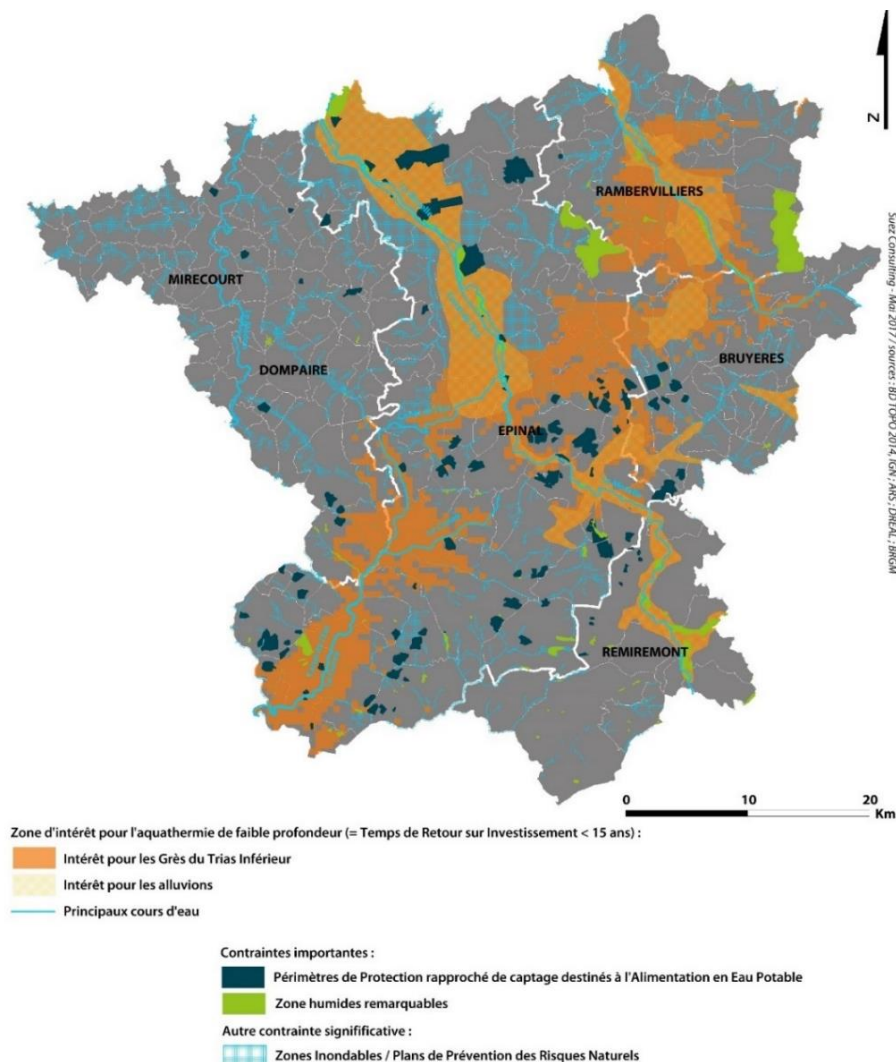 Z
RAMBERVILLIERS
MIRECOURT
BRUYERES
DOMPAIRE
EPINAL
REMIREMONT
Suez Consulting - Mai 2017 / sources : BD TOPO 2014, IGN ; ARS ; DREAL ; BRGM
0 10 20
Km
Zone d'intérêt pour l'aquathermie de faible profondeur (= Temps de Retour sur Investissement < 15 ans) :
Intérêt pour les Grès du Trias Inférieur
Intérêt pour les alluvions
Principaux cours d'eau
Contraintes importantes :
Périmètres de Protection rapproché de captage destinés à l'Alimentation en Eau Potable
Zone humides remarquables
Autre contrainte signifificative :
Zones Inondables / Plans de Prévention des Risques Naturels